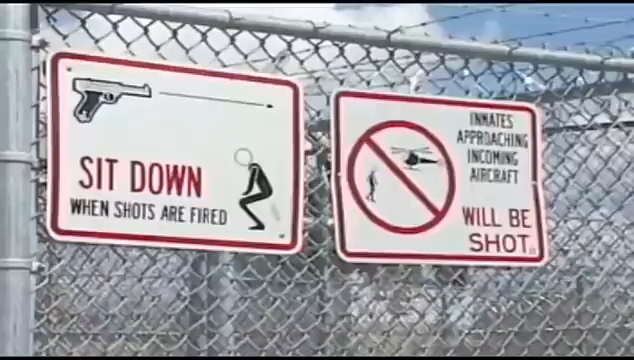 SIT DOWN
WHEN SHOTS ARE FIRED
INMATES
APPROACHING
INCOMING
AIRCRAFT
WILL BE
SHOT